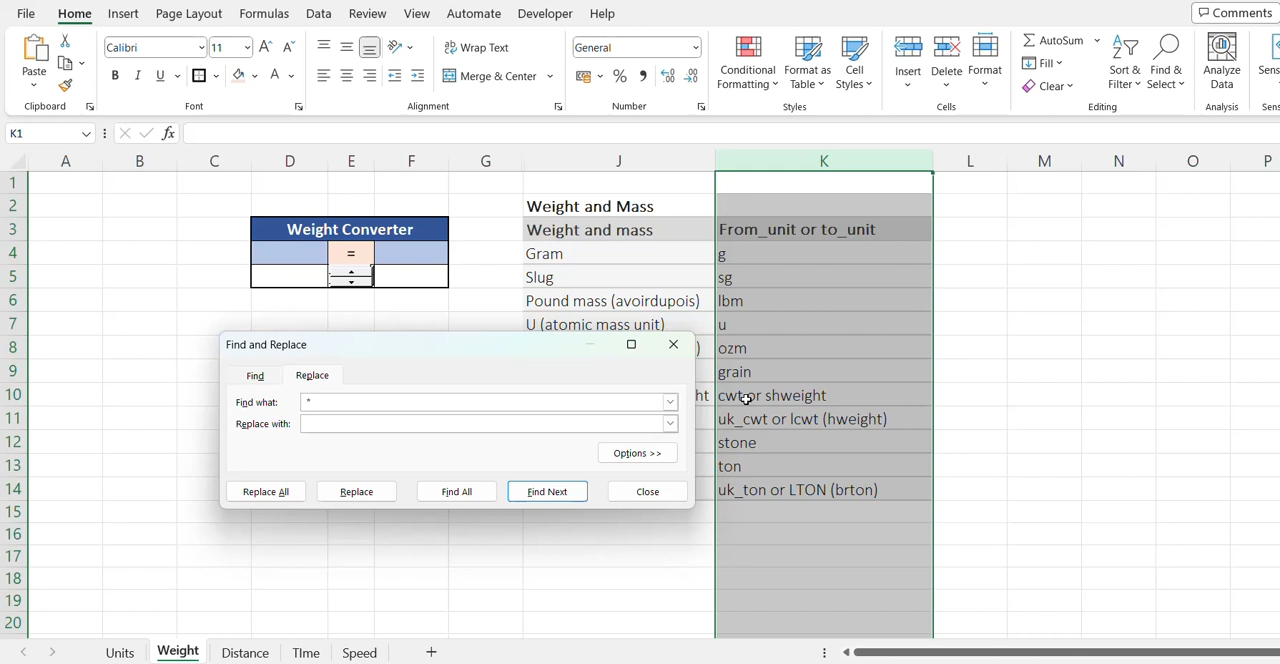 File Home Insert Page Layout Formulas Data Review View Automate Developer Help Comments
Calibri 11 Wrap Text General AutoSum
Paste Conditional Format as Cell Insert Delete Format Fill Sort & Find & Analyze
B I U A Merge & Center % Formatting Table Styles Clear Filter Select Data
Clipboard Font Alignment Number Styles Cells Editing Analysis
K1 fx
A B C D E F G J K L M N O P
1
2 Weight and Mass
3 Weight Converter Weight and mass From_unit or to_unit
4 = Gram g
5 Slug sg
6 Pound mass (avoirdupois) lbm
7 U (atomic mass unit) u
8 ) ozm
9 grain
10 ht cwt or shweight
11 uk_cwt or lcwt (hweight)
12 stone
13 ton
14 uk_ton or LTON (brton)
15
16
17
18
19
20
Find and Replace
Find Replace
Find what: *
Replace with:
Options >>
Replace All Replace Find All Find Next Close
Units Weight Distance TIme Speed